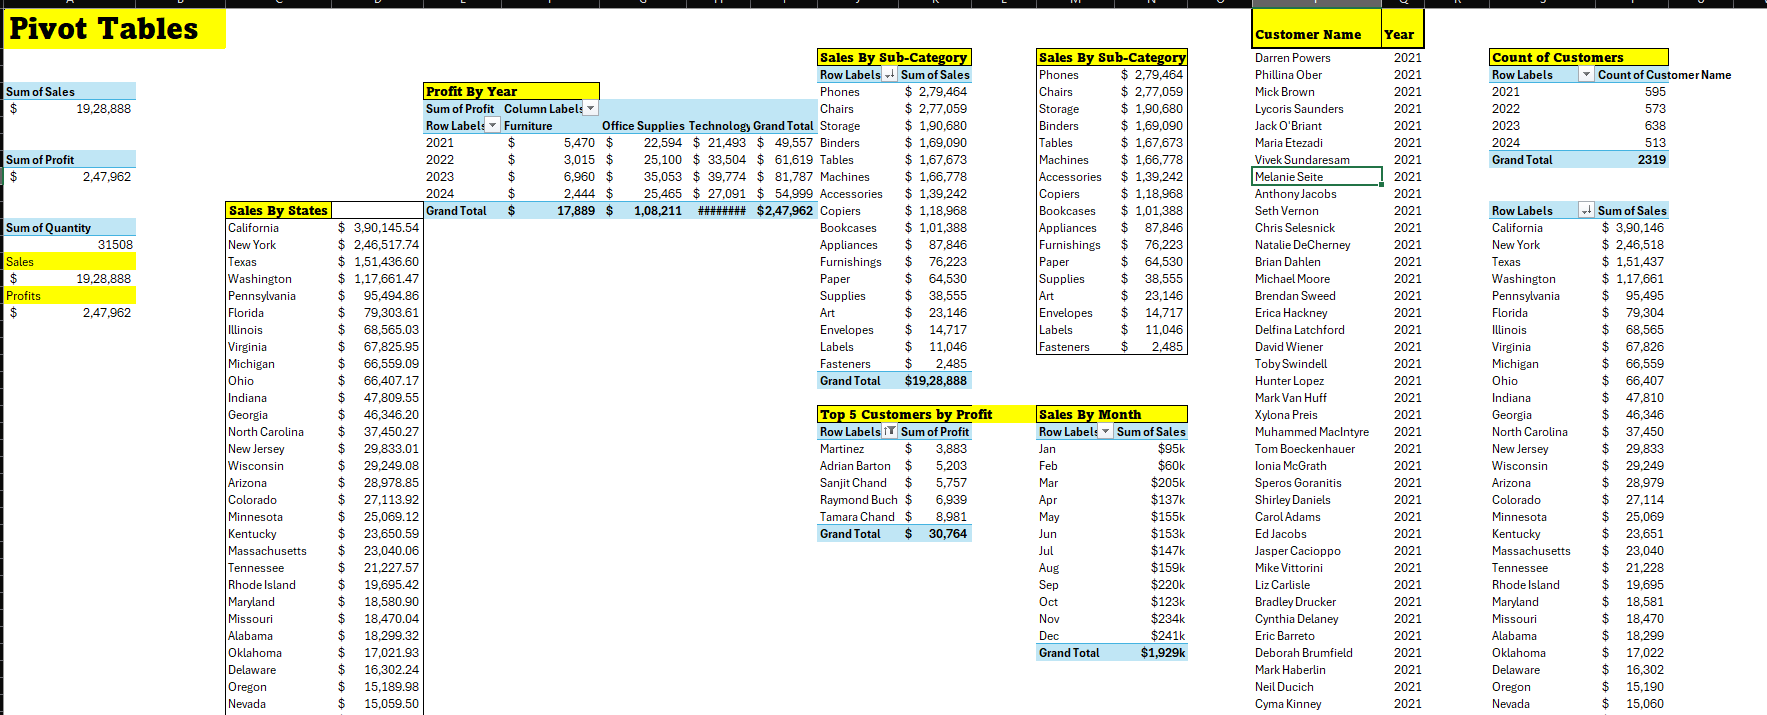 Pivot Tables
Sum of Sales
$ 19,28,888
Sum of Profit
$ 2,47,962
Sum of Quantity
31508
Sales
$ 19,28,888
Profits
$ 2,47,962
Sales By States
California $ 3,90,145.54
New York $ 2,46,517.74
Texas $ 1,51,436.60
Washington $ 1,17,661.47
Pennsylvania $ 95,494.86
Florida $ 79,303.61
Illinois $ 68,565.03
Virginia $ 67,825.95
Michigan $ 66,559.09
Ohio $ 66,407.17
Indiana $ 47,809.55
Georgia $ 46,346.20
North Carolina $ 37,450.27
New Jersey $ 29,833.01
Wisconsin $ 29,249.08
Arizona $ 28,978.85
Colorado $ 27,113.92
Minnesota $ 25,069.12
Kentucky $ 23,650.59
Massachusetts $ 23,040.06
Tennessee $ 21,227.57
Rhode Island $ 19,695.42
Maryland $ 18,580.90
Missouri $ 18,470.04
Alabama $ 18,299.32
Oklahoma $ 17,021.93
Delaware $ 16,302.24
Oregon $ 15,189.98
Nevada $ 15,059.50
Profit By Year
Sum of Profit Column Labels
Row Labels Furniture Office Supplies Technology Grand Total
2021 $ 5,470 $ 22,594 $ 21,493 $ 49,557
2022 $ 3,015 $ 25,100 $ 33,504 $ 61,619
2023 $ 6,960 $ 35,053 $ 39,774 $ 81,787
2024 $ 2,444 $ 25,465 $ 27,091 $ 54,999
Grand Total $ 17,889 $ 1,08,211 ######## $2,47,962
Sales By Sub-Category
Row Labels Sum of Sales
Phones $ 2,79,464
Chairs $ 2,77,059
Storage $ 1,90,680
Binders $ 1,69,090
Tables $ 1,67,673
Machines $ 1,66,778
Accessories $ 1,39,242
Copiers $ 1,18,968
Bookcases $ 1,01,388
Appliances $ 87,846
Furnishings $ 76,223
Paper $ 64,530
Supplies $ 38,555
Art $ 23,146
Envelopes $ 14,717
Labels $ 11,046
Fasteners $ 2,485
Grand Total $19,28,888
Top 5 Customers by Profit
Row Labels Sum of Profit
Martinez $ 3,883
Adrian Barton $ 5,203
Sanjit Chand $ 5,757
Raymond Buch $ 6,939
Tamara Chand $ 8,981
Grand Total $ 30,764
Sales By Sub-Category
Phones $ 2,79,464
Chairs $ 2,77,059
Storage $ 1,90,680
Binders $ 1,69,090
Tables $ 1,67,673
Machines $ 1,66,778
Accessories $ 1,39,242
Copiers $ 1,18,968
Bookcases $ 1,01,388
Appliances $ 87,846
Furnishings $ 76,223
Paper $ 64,530
Supplies $ 38,555
Art $ 23,146
Envelopes $ 14,717
Labels $ 11,046
Fasteners $ 2,485
Sales By Month
Row Labels Sum of Sales
Jan $95k
Feb $60k
Mar $205k
Apr $137k
May $155k
Jun $153k
Jul $147k
Aug $159k
Sep $220k
Oct $123k
Nov $234k
Dec $241k
Grand Total $1,929k
Customer Name Year
Darren Powers 2021
Phillina Ober 2021
Mick Brown 2021
Lycoris Saunders 2021
Jack O'Briant 2021
Maria Etezadi 2021
Vivek Sundaresam 2021
Melanie Seite 2021
Anthony Jacobs 2021
Seth Vernon 2021
Chris Selesnick 2021
Natalie DeCherney 2021
Brian Dahlen 2021
Michael Moore 2021
Brendan Sweed 2021
Erica Hackney 2021
Delfina Latchford 2021
David Wiener 2021
Toby Swindell 2021
Hunter Lopez 2021
Mark Van Huff 2021
Xylona Preis 2021
Muhammed MacIntyre 2021
Tom Boeckenhauer 2021
Ionia McGrath 2021
Speros Goranitis 2021
Shirley Daniels 2021
Carol Adams 2021
Ed Jacobs 2021
Jasper Cacioppo 2021
Mike Vittorini 2021
Liz Carlisle 2021
Bradley Drucker 2021
Cynthia Delaney 2021
Eric Barreto 2021
Deborah Brumfield 2021
Mark Haberlin 2021
Neil Ducich 2021
Cyma Kinney 2021
Count of Customers
Row Labels Count of Customer Name
2021 595
2022 573
2023 638
2024 513
Grand Total 2319
Row Labels Sum of Sales
California $ 3,90,146
New York $ 2,46,518
Texas $ 1,51,437
Washington $ 1,17,661
Pennsylvania $ 95,495
Florida $ 79,304
Illinois $ 68,565
Virginia $ 67,826
Michigan $ 66,559
Ohio $ 66,407
Indiana $ 47,810
Georgia $ 46,346
North Carolina $ 37,450
New Jersey $ 29,833
Wisconsin $ 29,249
Arizona $ 28,979
Colorado $ 27,114
Minnesota $ 25,069
Kentucky $ 23,651
Massachusetts $ 23,040
Tennessee $ 21,228
Rhode Island $ 19,695
Maryland $ 18,581
Missouri $ 18,470
Alabama $ 18,299
Oklahoma $ 17,022
Delaware $ 16,302
Oregon $ 15,190
Nevada $ 15,060